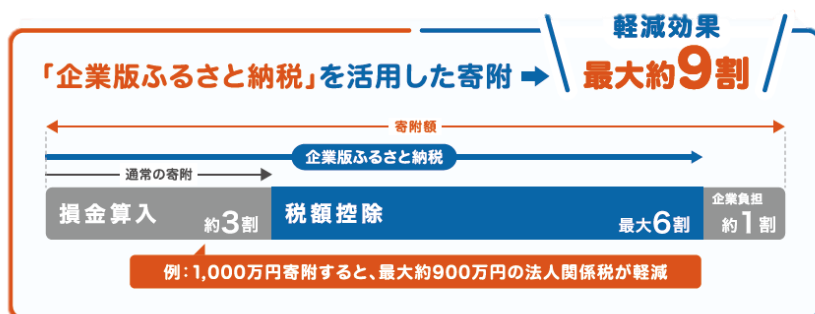 軽減効果
「企業版ふるさと納税」を活用した寄附
最大約9割
寄附額
企業版ふるさと納税
通常の寄附
損金算入 約3割
税額控除 最大6割
企業負担
約1割
例：1,000万円寄附すると、最大約900万円の法人関係税が軽減